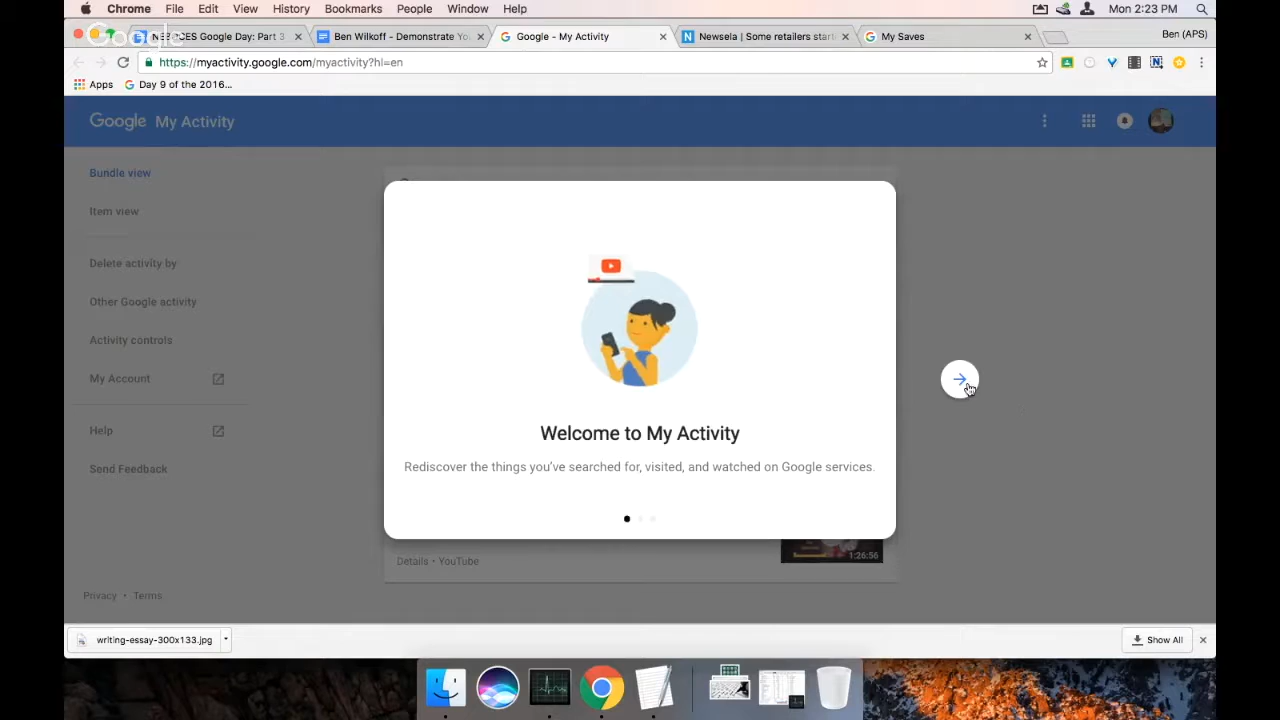 Chrome File Edit View History Bookmarks People Window Help Mon 2:23 PM
Google Day: Part 3 Ben Wilkoff - Demonstrate Yo Google - My Activity Newsela | Some retailers start My Saves Ben (APS)
Google
https://myactivity.google.com/myactivity?hl=en
Apps Day 9 of the 2016...
Google My Activity
Bundle view
Item view
Delete activity by
Other Google activity
Activity controls
My Account
Help
Send Feedback
Welcome to My Activity
Rediscover the things you've searched for, visited, and watched on Google services.
Details • YouTube
1:26:56
Privacy • Terms
writing-essay-300x133.jpg
Show All